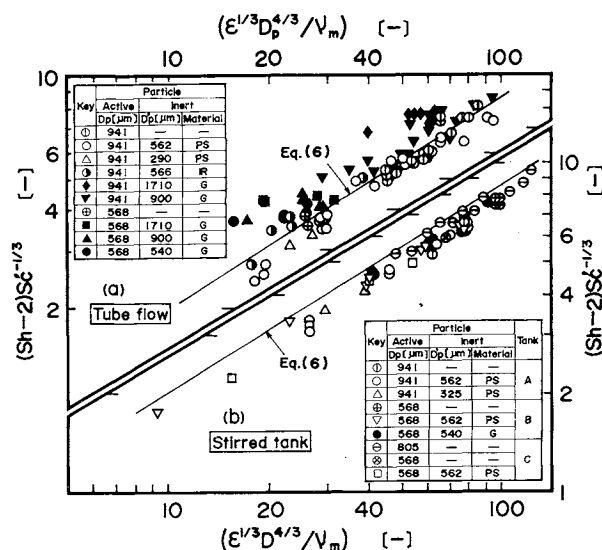 (ε^1/3 D_p^4/3/ν_m) [—]
10 20 40 60 100
10
6
4
2
1
(Sh−2)Sc^−1/3 [—]
Key Particle
Active Inert
Dp[μm] D'p[μm] Material
⦶ 941 — —
○ 941 562 PS
△ 941 290 PS
◑ 941 566 IR
♦ 941 1710 G
▼ 941 900 G
⊕ 568 — —
■ 568 1710 G
▲ 568 900 G
● 568 540 G
Eq.(6)
(a)
Tube flow
Eq.(6)
(b)
Stirred tank
Key Particle Tank
Active Inert
Dp[μm] D'p[μm] Material
⦶ 941 — —
○ 941 562 PS A
△ 941 325 PS
⊕ 568 — —
▽ 568 562 PS B
● 568 540 G
⊖ 805 — —
⊗ 568 — — C
□ 568 562 PS
10
6
4
2
1
(Sh−2)Sc^−1/3 [—]
10 20 40 60 100
(ε^1/3 D^4/3/ν_m) [—]